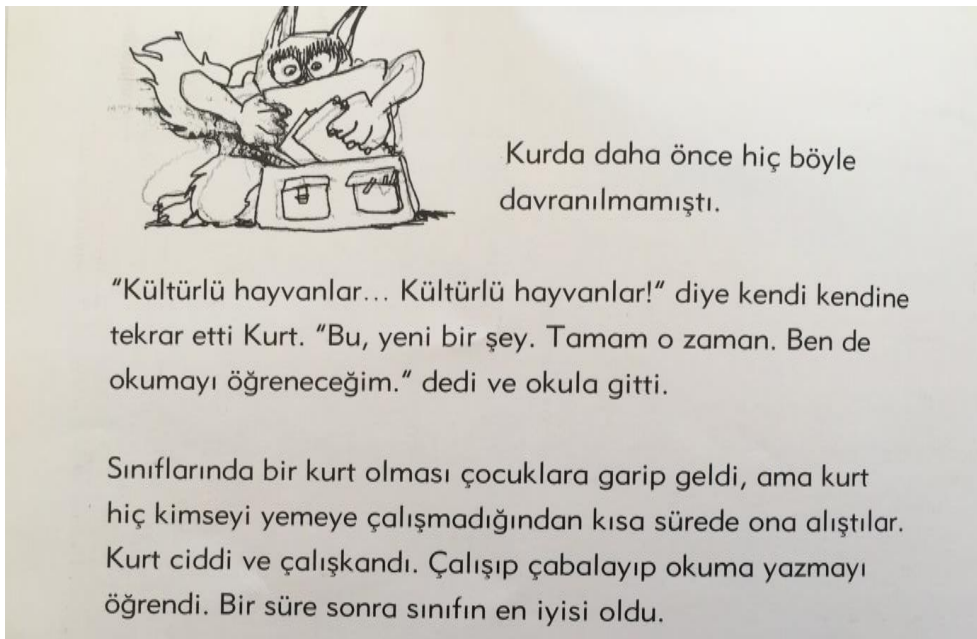 Kurda daha önce hiç böyle
davranılmamıştı.
"Kültürlü hayvanlar... Kültürlü hayvanlar!" diye kendi kendine
tekrar etti Kurt. "Bu, yeni bir şey. Tamam o zaman. Ben de
okumayı öğreneceğim." dedi ve okula gitti.
Sınıflarında bir kurt olması çocuklara garip geldi, ama kurt
hiç kimseyi yemeye çalışmadığından kısa sürede ona alıştılar.
Kurt ciddi ve çalışkandı. Çalışıp çabalayıp okuma yazmayı
öğrendi. Bir süre sonra sınıfın en iyisi oldu.